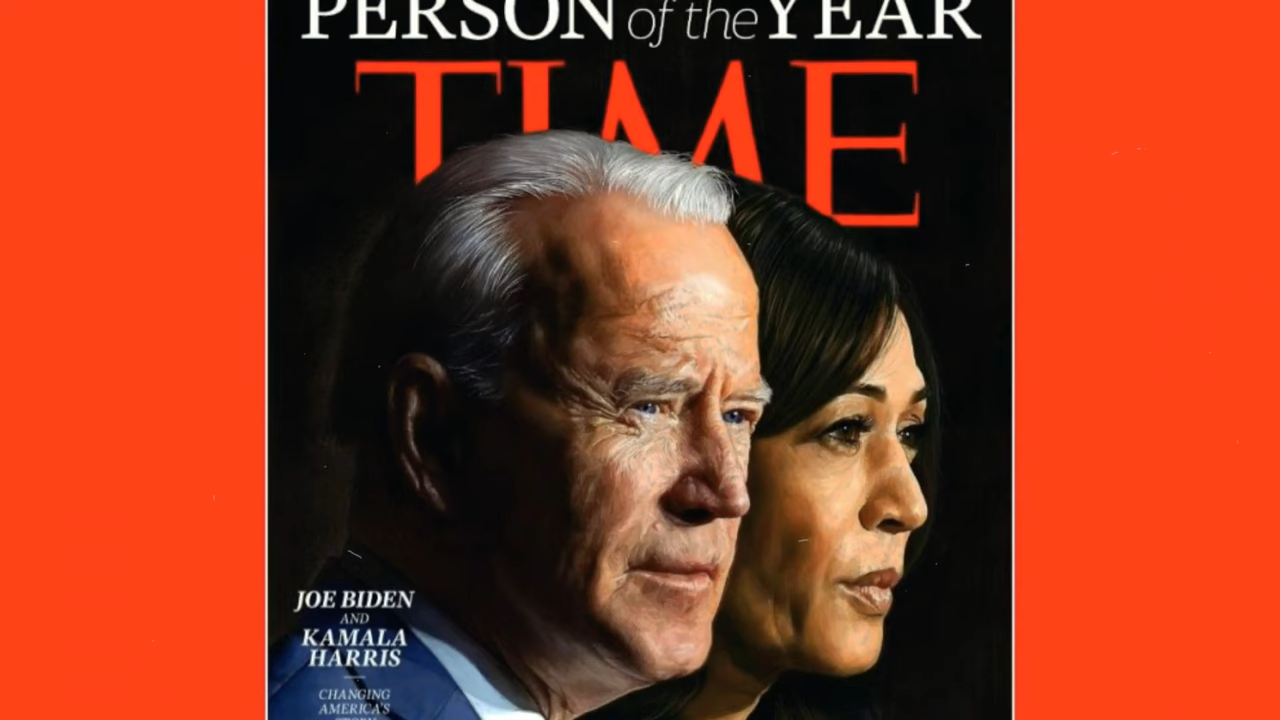 PERSON of the YEAR
TIME
JOE BIDEN
AND
KAMALA
HARRIS
CHANGING
AMERICA'S